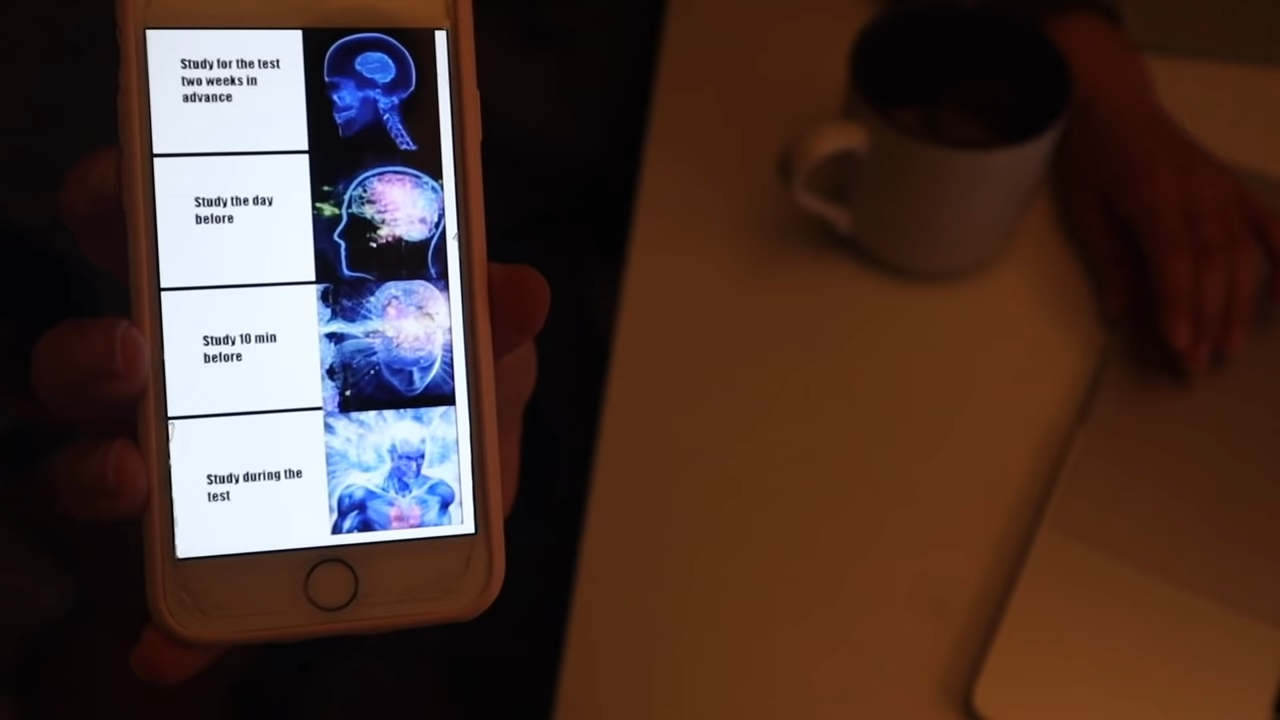 Study for the test
two weeks in
advance
Study the day
before
Study 10 min
before
Study during the
test